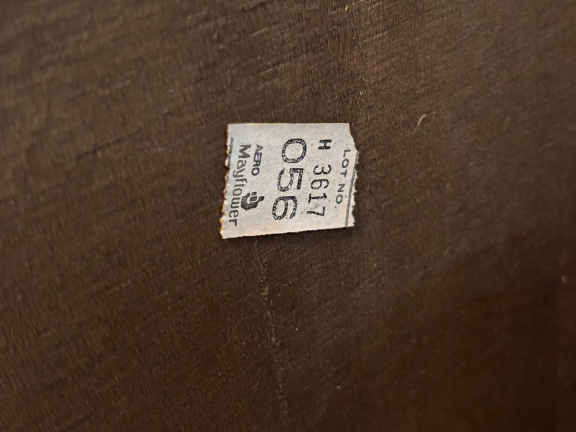 LOT NO.
H 3617
056
AERO
Mayflower